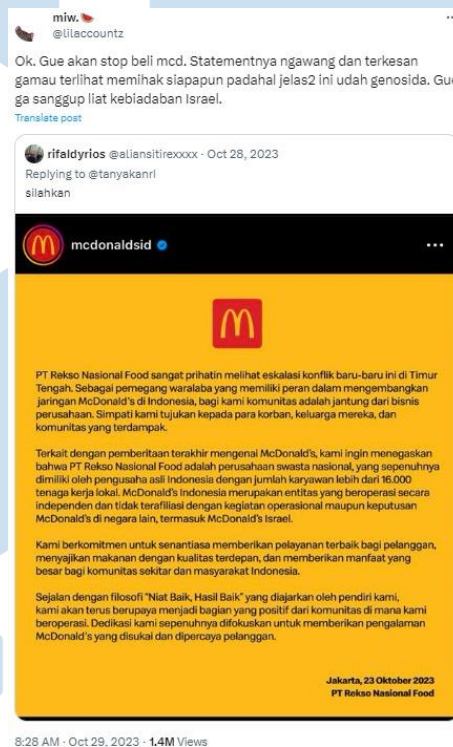 miw.🍉
@lilaccountz
Ok. Gue akan stop beli mcd. Statementnya ngawang dan terkesan
gamau terlihat memihak siapapun padahal jelas2 ini udah genosida. Gue
ga sanggup liat kebiadaban Israel.
Translate post
rifaldyrios @aliansitirexxxx · Oct 28, 2023
Replying to @tanyakanrl
silahkan
mcdonaldsid
PT Rekso Nasional Food sangat prihatin melihat eskalasi konflik baru-baru ini di Timur
Tengah. Sebagai pemegang waralaba yang memiliki peran dalam mengembangkan
jaringan McDonald's di Indonesia, bagi kami komunitas adalah jantung dari bisnis
perusahaan. Simpati kami tujukan kepada para korban, keluarga mereka, dan
komunitas yang terdampak.
Terkait dengan pemberitaan terakhir mengenai McDonald's, kami ingin menegaskan
bahwa PT Rekso Nasional Food adalah perusahaan swasta nasional, yang sepenuhnya
dimiliki oleh pengusaha asli Indonesia dengan jumlah karyawan lebih dari 16.000
tenaga kerja lokal. McDonald's Indonesia merupakan entitas yang beroperasi secara
independen dan tidak terafiliasi dengan kegiatan operasional maupun keputusan
McDonald's di negara lain, termasuk McDonald's Israel.
Kami berkomitmen untuk senantiasa memberikan pelayanan terbaik bagi pelanggan,
menyajikan makanan dengan kualitas terdepan, dan memberikan manfaat yang
besar bagi komunitas sekitar dan masyarakat Indonesia.
Sejalan dengan filosofi "Niat Baik, Hasil Baik" yang diajarkan oleh pendiri kami,
kami akan terus berupaya menjadi bagian yang positif dari komunitas di mana kami
beroperasi. Dedikasi kami sepenuhnya difokuskan untuk memberikan pengalaman
McDonald's yang disukai dan dipercaya pelanggan.
Jakarta, 23 Oktober 2023
PT Rekso Nasional Food
8:28 AM · Oct 29, 2023 · 1.4M Views